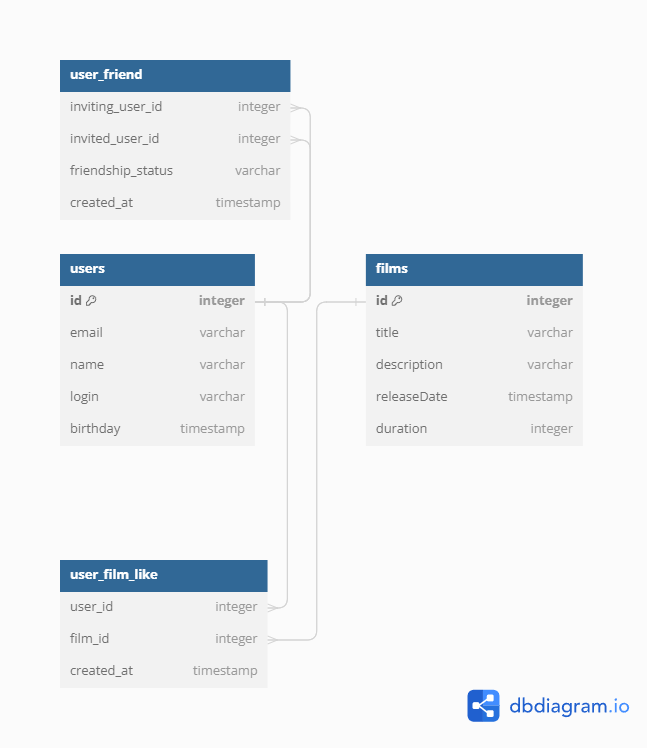 user_friend
inviting_user_id integer
invited_user_id integer
friendship_status varchar
created_at timestamp
users
id integer
email varchar
name varchar
login varchar
birthday timestamp
films
id integer
title varchar
description varchar
releaseDate timestamp
duration integer
user_film_like
user_id integer
film_id integer
created_at timestamp
dbdiagram.io